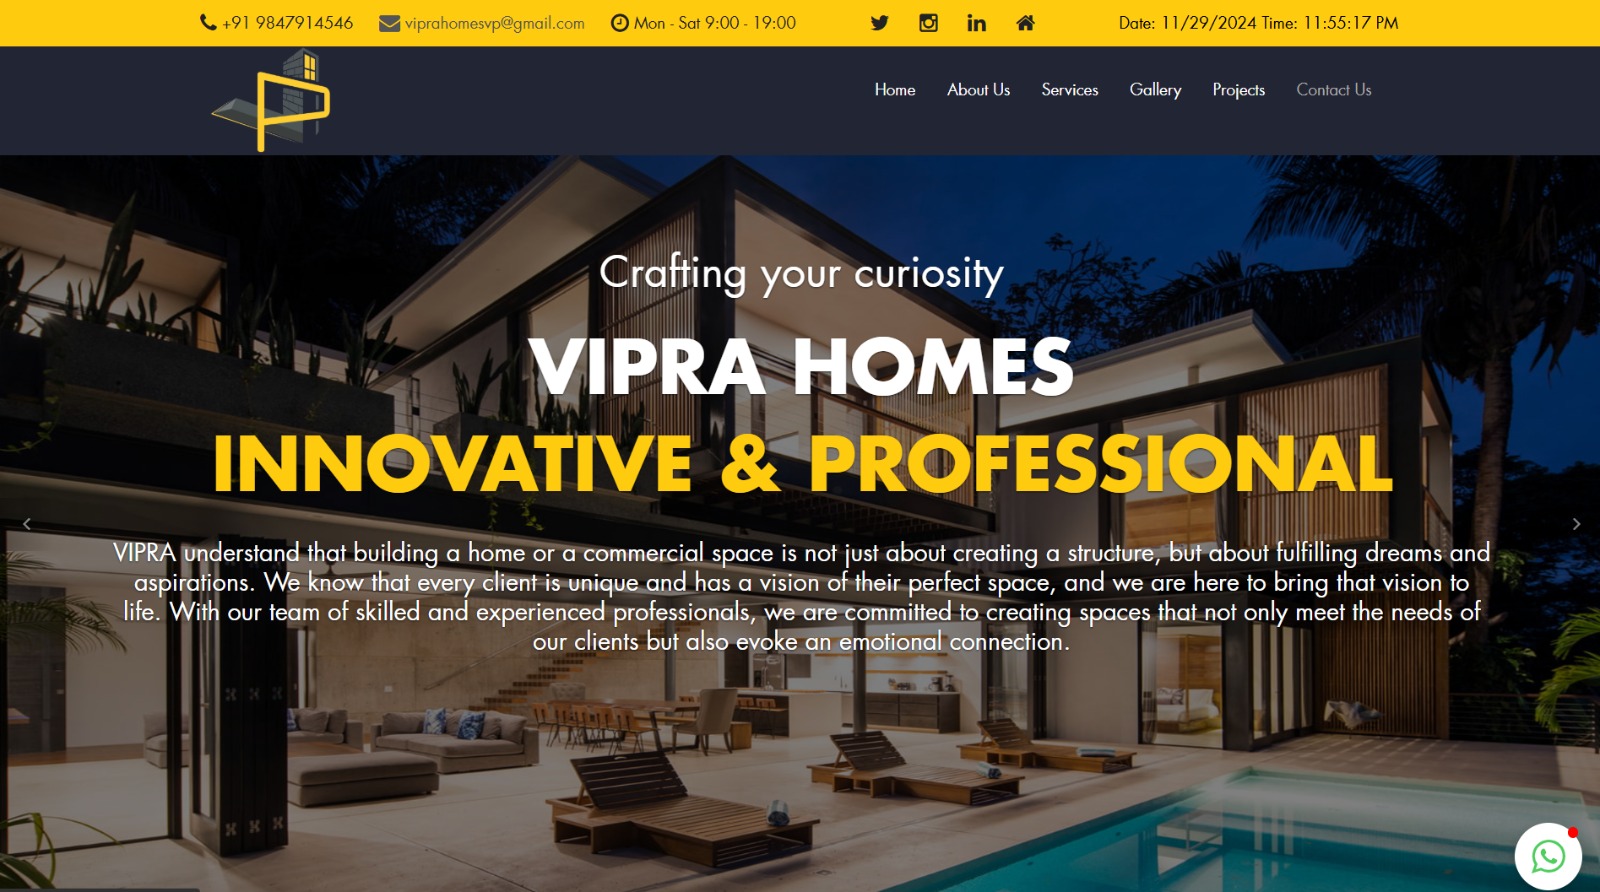 +91 9847914546 viprahomesvp@gmail.com Mon - Sat 9:00 - 19:00 Date: 11/29/2024 Time: 11:55:17 PM
Home About Us Services Gallery Projects Contact Us
Crafting your curiosity
VIPRA HOMES
INNOVATIVE & PROFESSIONAL
VIPRA understand that building a home or a commercial space is not just about creating a structure, but about fulfilling dreams and
aspirations. We know that every client is unique and has a vision of their perfect space, and we are here to bring that vision to
life. With our team of skilled and experienced professionals, we are committed to creating spaces that not only meet the needs of
our clients but also evoke an emotional connection.